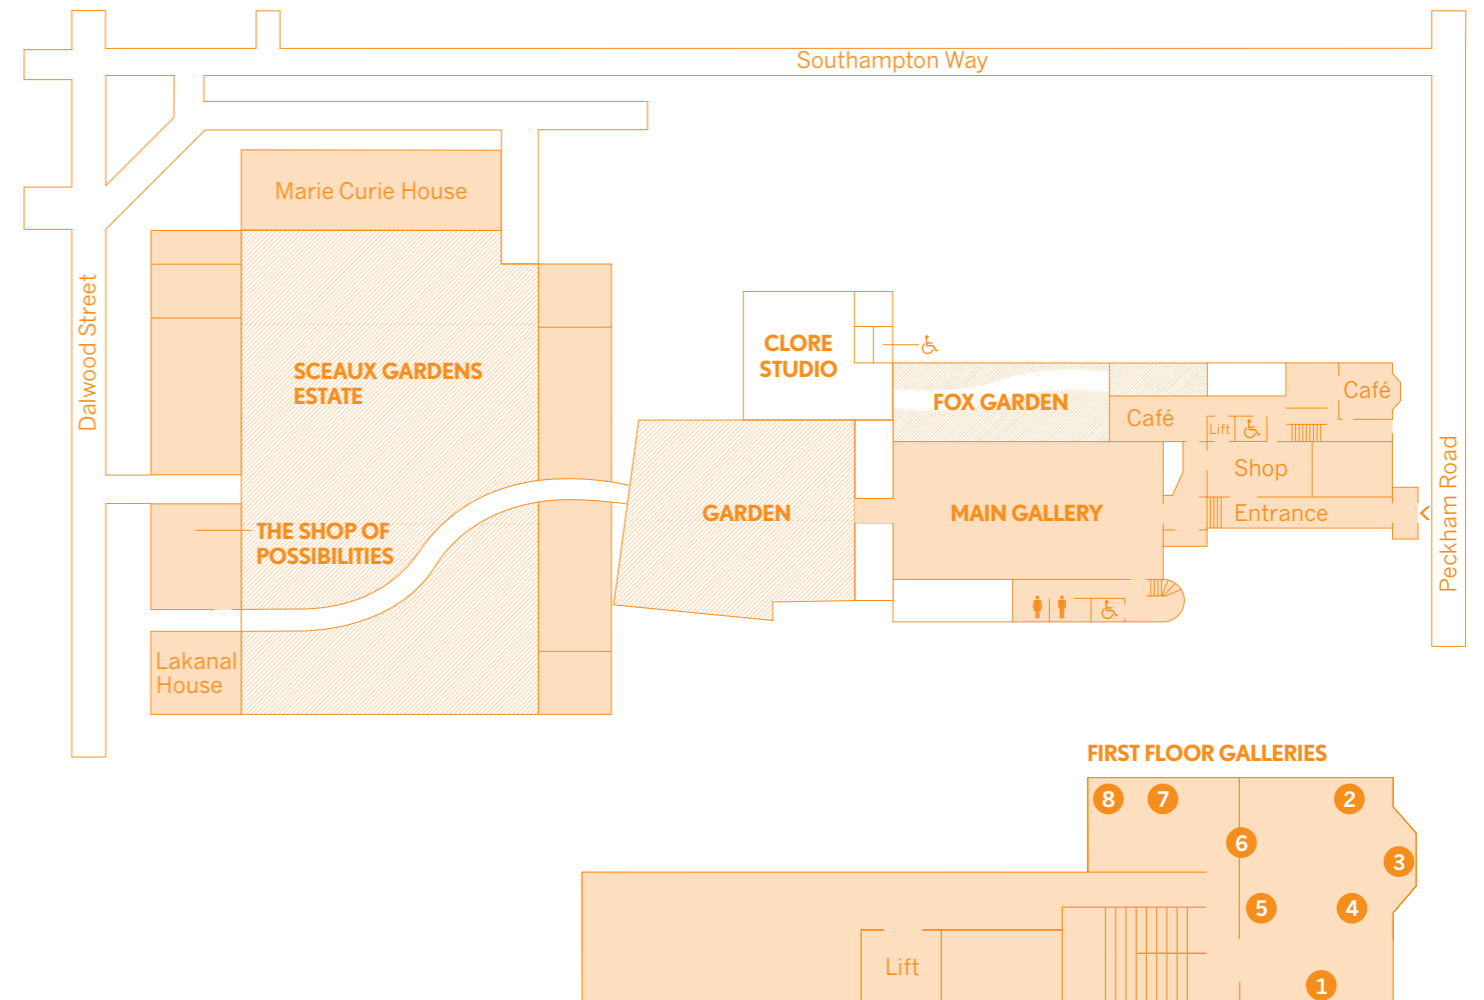 Southampton Way
Marie Curie House
Dalwood Street
SCEAUX GARDENS
ESTATE
CLORE
STUDIO
FOX GARDEN
Café
Café
Lift
Shop
Entrance
Peckham Road
MAIN GALLERY
GARDEN
THE SHOP OF
POSSIBILITIES
Lakanal
House
FIRST FLOOR GALLERIES
8
7
2
6
3
5
4
Lift
1